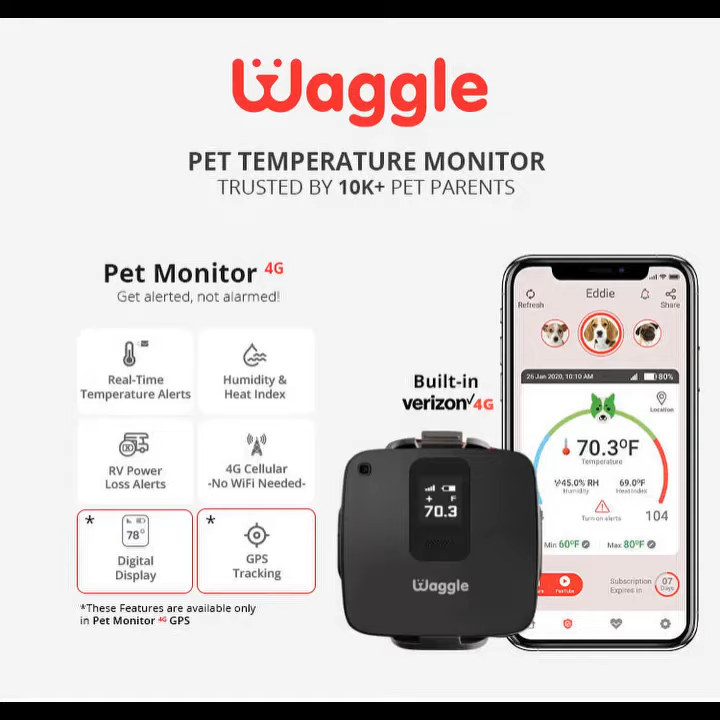 Waggle
PET TEMPERATURE MONITOR
TRUSTED BY 10K+ PET PARENTS
Pet Monitor 4G
Get alerted, not alarmed!
Real-Time
Temperature Alerts
Humidity &
Heat Index
RV Power
Loss Alerts
4G Cellular
-No WiFi Needed-
*
78°
Digital
Display
*
GPS
Tracking
*These Features are available only
in Pet Monitor 4G GPS
Built-in
verizon✓4G
F
70.3
Waggle
Eddie
Refresh
Share
26 Jan 2020, 10:10 AM
80%
Location
70.3°F
Temperature
45.0% RH
Humidity
69.0°F
Heat Index
Turn on alerts
104
Min 60°F
Max 80°F
PetTube
Subscription
Expires in
07
Days